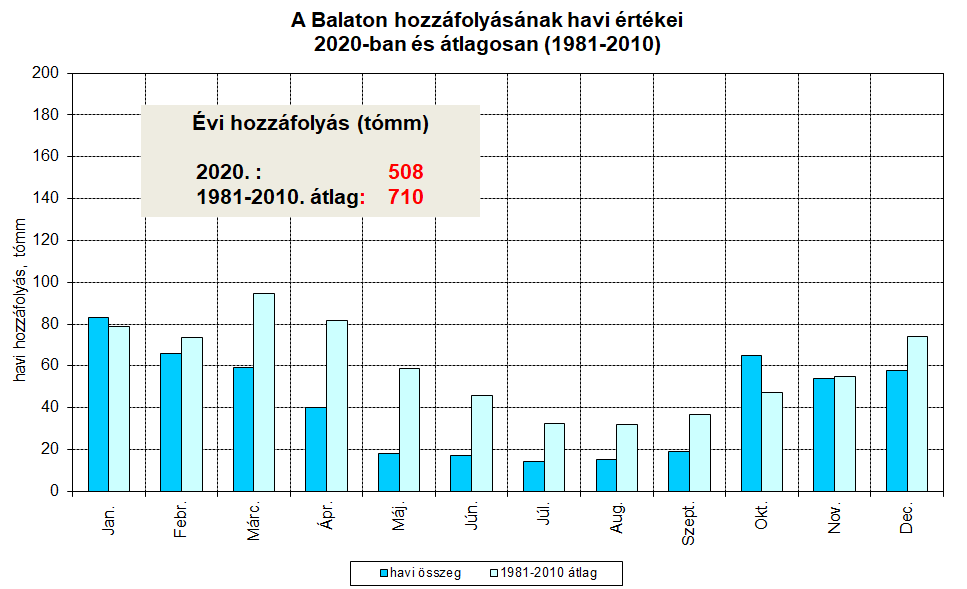 A Balaton hozzáfolyásának havi értékei
2020-ban és átlagosan (1981-2010)
200
180
160
140
120
100
80
60
40
20
0
havi hozzáfolyás, tómm
Évi hozzáfolyás (tómm)
2020. : 508
1981-2010. átlag: 710
Jan. Febr. Márc. Ápr. Máj. Jún. Júl. Aug. Szept. Okt. Nov. Dec.
havi összeg 1981-2010 átlag